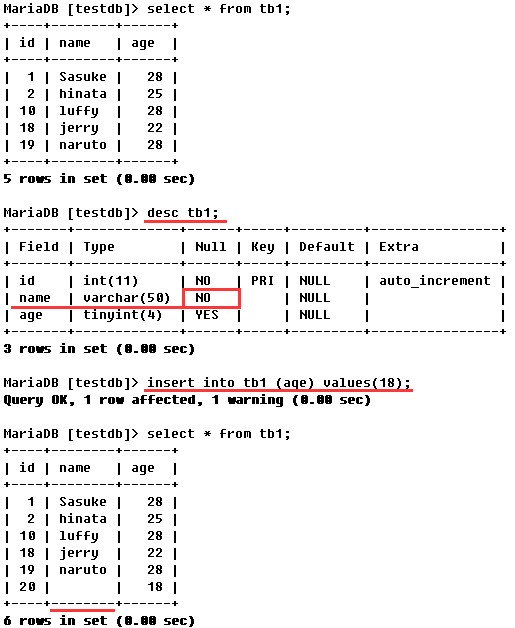 MariaDB [testdb]> select * from tb1;
+----+--------+------+
| id | name   | age  |
+----+--------+------+
|  1 | Sasuke |   28 |
|  2 | hinata |   25 |
| 10 | luffy  |   28 |
| 18 | jerry  |   22 |
| 19 | naruto |   28 |
+----+--------+------+
5 rows in set (0.00 sec)
MariaDB [testdb]> desc tb1;
+-------+-------------+------+-----+---------+----------------+
| Field | Type        | Null | Key | Default | Extra          |
+-------+-------------+------+-----+---------+----------------+
| id    | int(11)     | NO   | PRI | NULL    | auto_increment |
| name  | varchar(50) | NO   |     | NULL    |                |
| age   | tinyint(4)  | YES  |     | NULL    |                |
+-------+-------------+------+-----+---------+----------------+
3 rows in set (0.00 sec)
MariaDB [testdb]> insert into tb1 (age) values(18);
Query OK, 1 row affected, 1 warning (0.00 sec)
MariaDB [testdb]> select * from tb1;
+----+--------+------+
| id | name   | age  |
+----+--------+------+
|  1 | Sasuke |   28 |
|  2 | hinata |   25 |
| 10 | luffy  |   28 |
| 18 | jerry  |   22 |
| 19 | naruto |   28 |
| 20 |        |   18 |
+----+--------+------+
6 rows in set (0.00 sec)